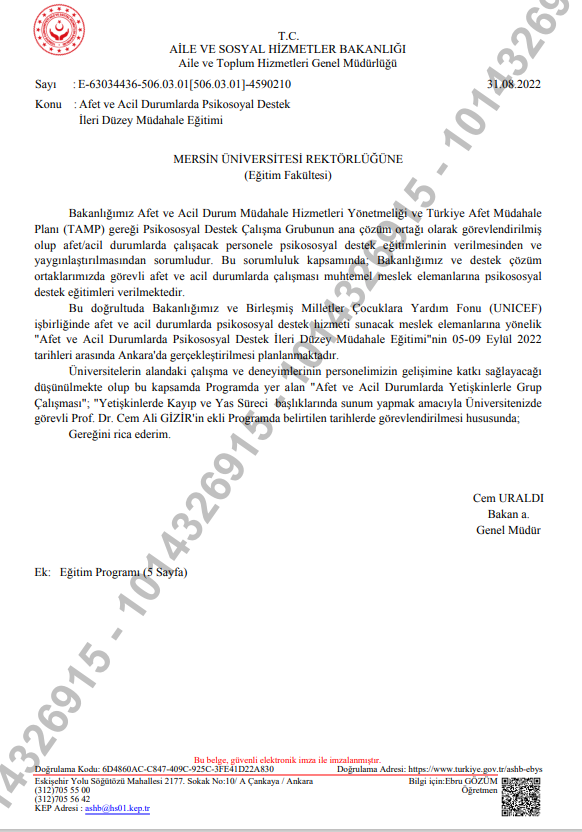 T.C.
AİLE VE SOSYAL HİZMETLER BAKANLIĞI
Aile ve Toplum Hizmetleri Genel Müdürlüğü
Sayı : E-63034436-506.03.01[506.03.01]-4590210 31.08.2022
Konu : Afet ve Acil Durumlarda Psikososyal Destek
İleri Düzey Müdahale Eğitimi
MERSİN ÜNİVERSİTESİ REKTÖRLÜĞÜNE
(Eğitim Fakültesi)
Bakanlığımız Afet ve Acil Durum Müdahale Hizmetleri Yönetmeliği ve Türkiye Afet Müdahale
Planı (TAMP) gereği Psikososyal Destek Çalışma Grubunun ana çözüm ortağı olarak görevlendirilmiş
olup afet/acil durumlarda çalışacak personele psikososyal destek eğitimlerinin verilmesinden ve
yaygınlaştırılmasından sorumludur. Bu sorumluluk kapsamında; Bakanlığımız ve destek çözüm
ortaklarımızda görevli afet ve acil durumlarda çalışması muhtemel meslek elemanlarına psikososyal
destek eğitimleri verilmektedir.
Bu doğrultuda Bakanlığımız ve Birleşmiş Milletler Çocuklara Yardım Fonu (UNICEF)
işbirliğinde afet ve acil durumlarda psikososyal destek hizmeti sunacak meslek elemanlarına yönelik
"Afet ve Acil Durumlarda Psikososyal Destek İleri Düzey Müdahale Eğitimi"nin 05-09 Eylül 2022
tarihleri arasında Ankara'da gerçekleştirilmesi planlanmaktadır.
Üniversitelerin alandaki çalışma ve deneyimlerinin personelimizin gelişimine katkı sağlayacağı
düşünülmekte olup bu kapsamda Programda yer alan "Afet ve Acil Durumlarda Yetişkinlerle Grup
Çalışması"; "Yetişkinlerde Kayıp ve Yas Süreci başlıklarında sunum yapmak amacıyla Üniversitenizde
görevli Prof. Dr. Cem Ali GİZİR'in ekli Programda belirtilen tarihlerde görevlendirilmesi hususunda;
Gereğini rica ederim.
Cem URALDI
Bakan a.
Genel Müdür
Ek: Eğitim Programı (5 Sayfa)
1014326915 - 1014326915 - 1014326915 - 1014326915
Bu belge, güvenli elektronik imza ile imzalanmıştır.
Doğrulama Kodu: 6D4860AC-C847-409C-925C-3FE41D22A830 Doğrulama Adresi: https://www.turkiye.gov.tr/ashb-ebys
Eskişehir Yolu Söğütözü Mahallesi 2177. Sokak No:10/ A Çankaya / Ankara Bilgi için:Ebru GÖZÜM
(312)705 55 00 Öğretmen
(312)705 56 42
KEP Adresi : ashb@hs01.kep.tr